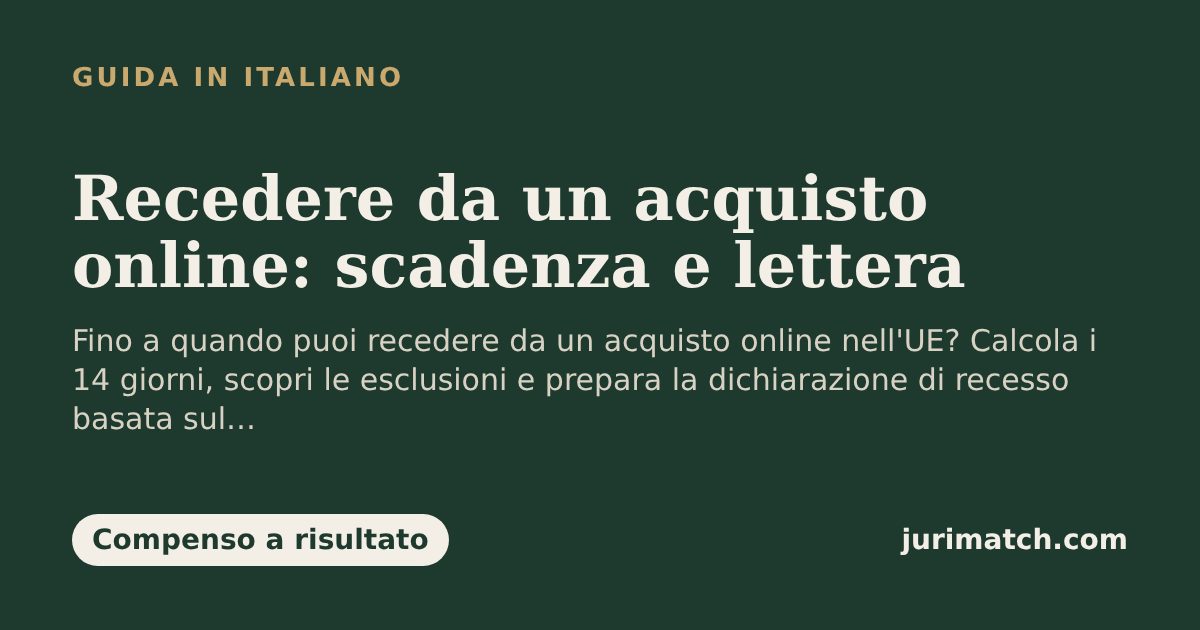 GUIDA IN ITALIANO
Recedere da un acquisto
online: scadenza e lettera
Fino a quando puoi recedere da un acquisto online nell'UE? Calcola i
14 giorni, scopri le esclusioni e prepara la dichiarazione di recesso
basata sul…
Compenso a risultato
jurimatch.com